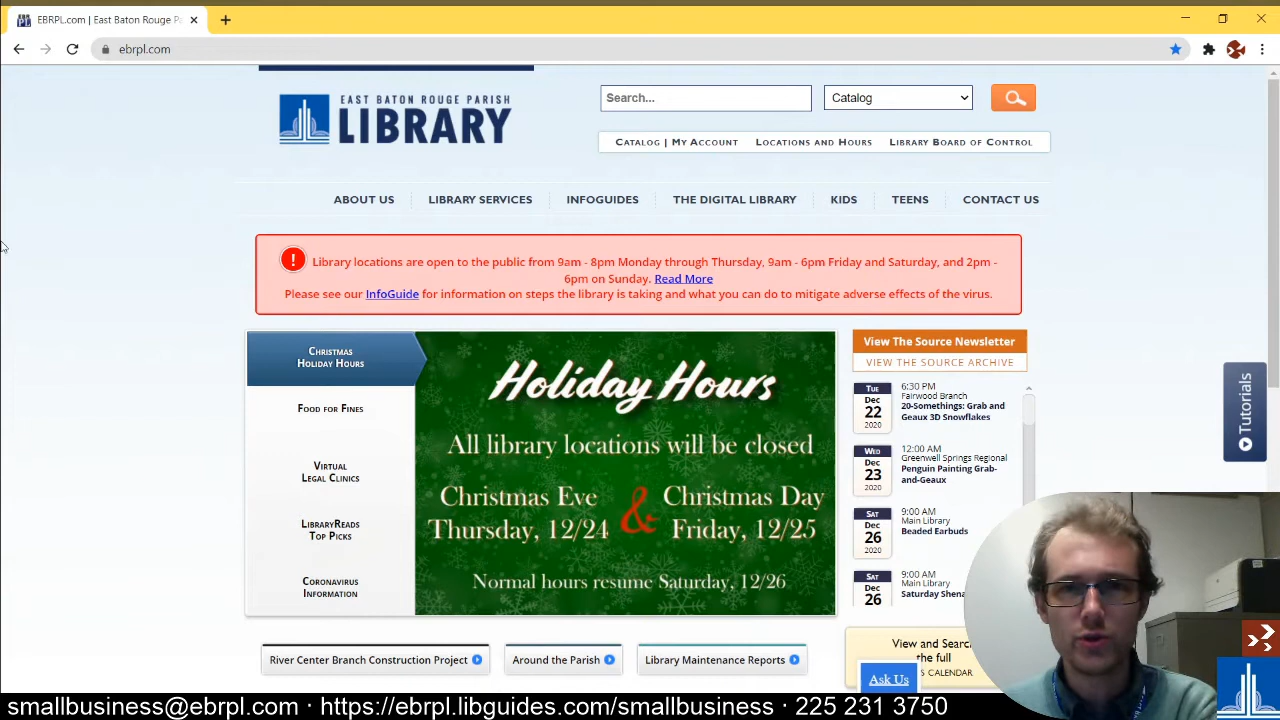 EBRPL.com | East Baton Rouge Pa
ebrpl.com
EAST BATON ROUGE PARISH
LIBRARY
Search...
Catalog
CATALOG | MY ACCOUNT
LOCATIONS AND HOURS
LIBRARY BOARD OF CONTROL
ABOUT US
LIBRARY SERVICES
INFOGUIDES
THE DIGITAL LIBRARY
KIDS
TEENS
CONTACT US
! Library locations are open to the public from 9am - 8pm Monday through Thursday, 9am - 6pm Friday and Saturday, and 2pm -
6pm on Sunday. Read More
Please see our InfoGuide for information on steps the library is taking and what you can do to mitigate adverse effects of the virus.
CHRISTMAS
HOLIDAY HOURS
FOOD FOR FINES
VIRTUAL
LEGAL CLINICS
LIBRARYREADS
TOP PICKS
CORONAVIRUS
INFORMATION
Holiday Hours
All library locations will be closed
Christmas Eve & Christmas Day
Thursday, 12/24 Friday, 12/25
Normal hours resume Saturday, 12/26
View The Source Newsletter
VIEW THE SOURCE ARCHIVE
TUE
Dec
22
2020
6:30 PM
Fairwood Branch
20-Somethings: Grab and
Geaux 3D Snowflakes
WED
Dec
23
2020
12:00 AM
Greenwell Springs Regional
Penguin Painting Grab-
and-Geaux
SAT
Dec
26
2020
9:00 AM
Main Library
Beaded Earbuds
SAT
Dec
26
9:00 AM
Main Library
Saturday Shena
Tutorials
River Center Branch Construction Project
Around the Parish
Library Maintenance Reports
View and Search
the full
CALENDAR
Ask Us
smallbusiness@ebrpl.com · https://ebrpl.libguides.com/smallbusiness · 225 231 3750